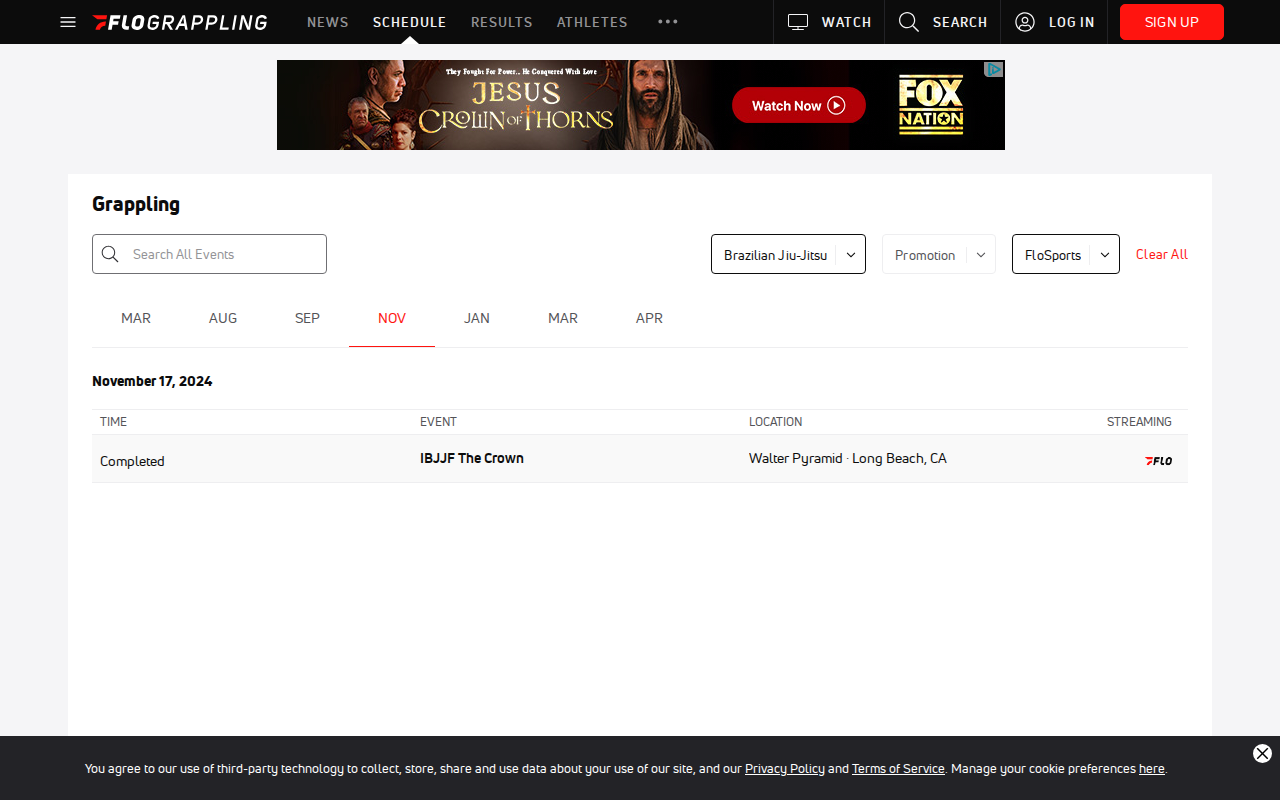 FLOGRAPPLING NEWS SCHEDULE RESULTS ATHLETES WATCH SEARCH LOG IN SIGN UP
They Fought For Power... He Conquered With Love
JESUS
CROWN OF THORNS
Watch Now
FOX
NATION
Grappling
Search All Events Brazilian Jiu-Jitsu Promotion FloSports Clear All
MAR AUG SEP NOV JAN MAR APR
November 17, 2024
TIME EVENT LOCATION STREAMING
Completed IBJJF The Crown Walter Pyramid · Long Beach, CA FLO
You agree to our use of third-party technology to collect, store, share and use data about your use of our site, and our Privacy Policy and Terms of Service. Manage your cookie preferences here.